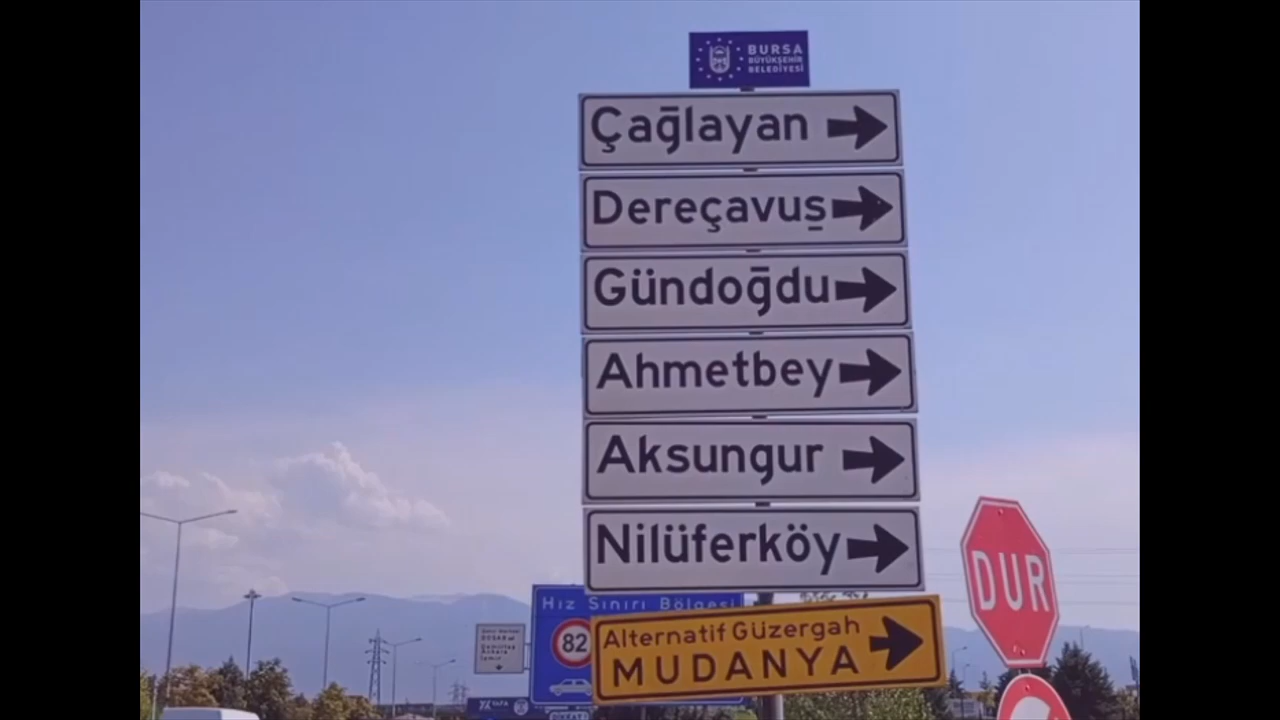 BURSA
BÜYÜKŞEHİR
BELEDİYESİ
Çağlayan
Dereçavuş
Gündoğdu
Ahmetbey
Aksungur
Nilüferköy
Hız Sınırı Bölgesi
82
Alternatif Güzergah
MUDANYA
DUR